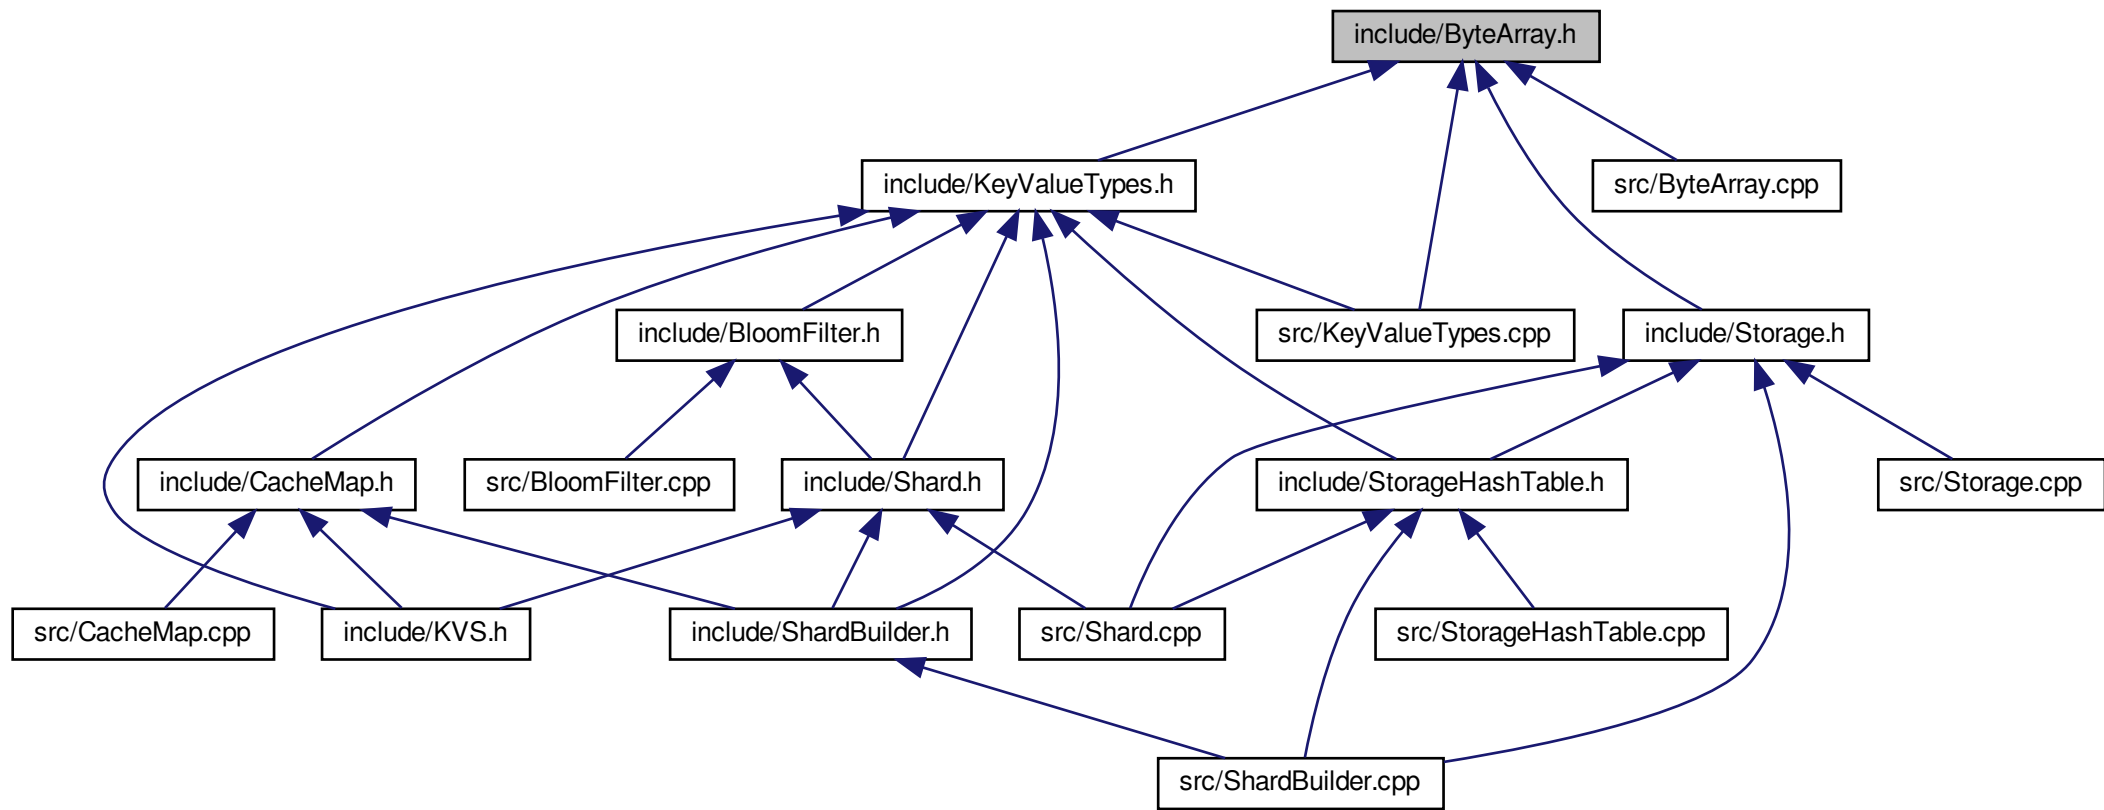 include/ByteArray.h
include/KeyValueTypes.h
src/ByteArray.cpp
include/BloomFilter.h
src/KeyValueTypes.cpp
include/Storage.h
include/CacheMap.h
src/BloomFilter.cpp
include/Shard.h
include/StorageHashTable.h
src/Storage.cpp
src/CacheMap.cpp
include/KVS.h
include/ShardBuilder.h
src/Shard.cpp
src/StorageHashTable.cpp
src/ShardBuilder.cpp